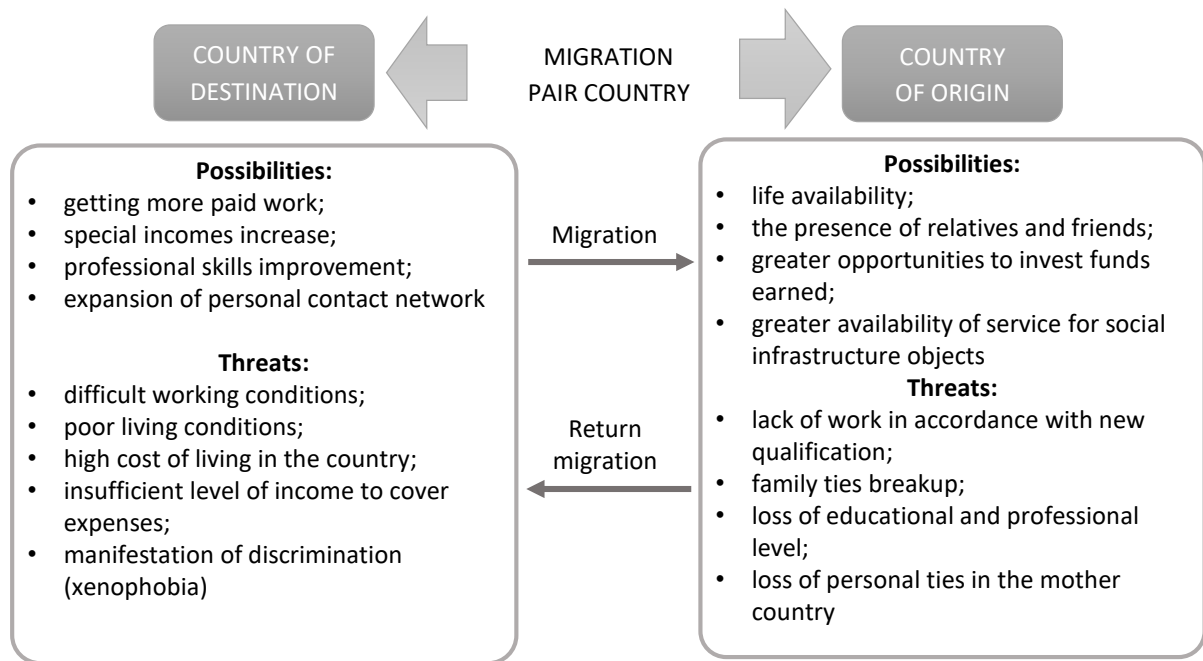 COUNTRY OF
DESTINATION
MIGRATION
PAIR COUNTRY
COUNTRY
OF ORIGIN
Possibilities:
• getting more paid work;
• special incomes increase;
• professional skills improvement;
• expansion of personal contact network
Threats:
• difficult working conditions;
• poor living conditions;
• high cost of living in the country;
• insufficient level of income to cover
expenses;
• manifestation of discrimination
(xenophobia)
Migration
Return
migration
Possibilities:
• life availability;
• the presence of relatives and friends;
• greater opportunities to invest funds
earned;
• greater availability of service for social
infrastructure objects
Threats:
• lack of work in accordance with new
qualification;
• family ties breakup;
• loss of educational and professional
level;
• loss of personal ties in the mother
country